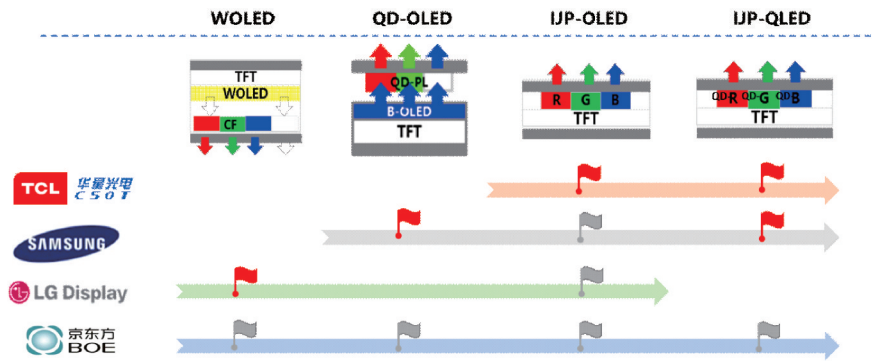 WOLED QD-OLED IJP-OLED IJP-QLED
TFT
WOLED
CF
QD-PL
B-OLED
TFT
R G B
TFT
QD-R QD-G QD-B
TFT
TCL 华星光电
CSOT
SAMSUNG
LG Display
京东方
BOE